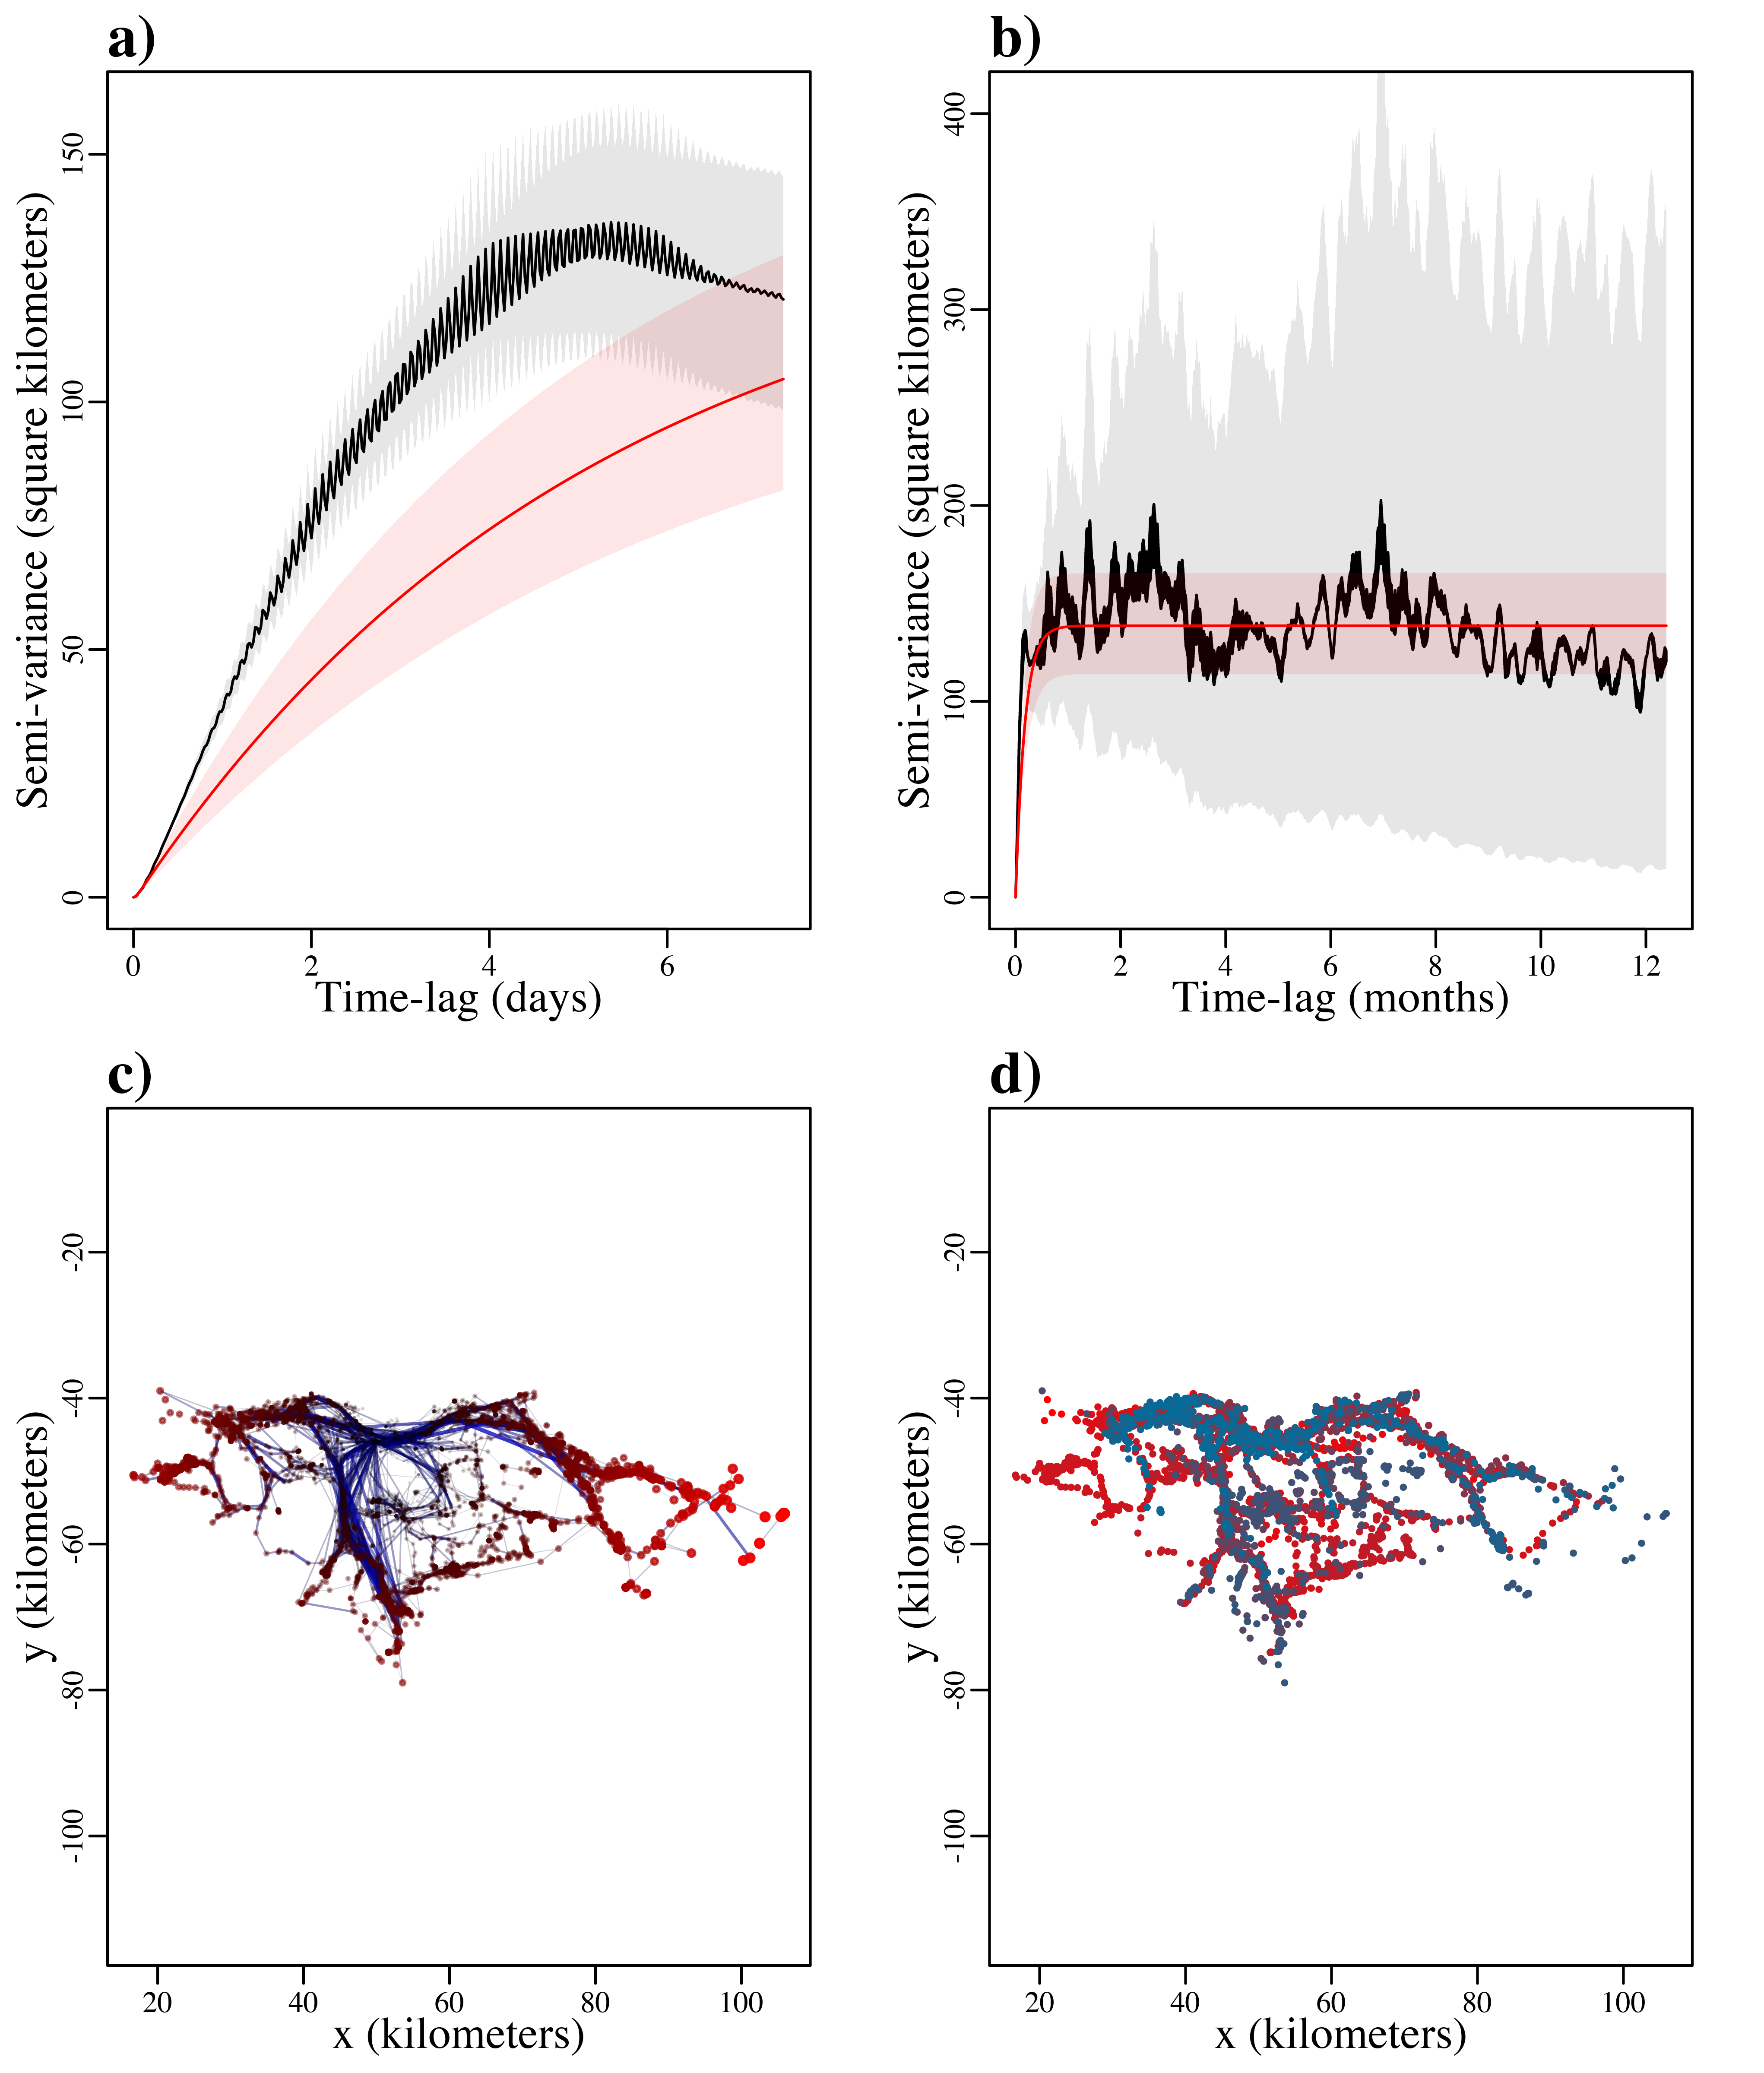 a)
Semi-variance (square kilometers)
150
100
50
0
0 2 4 6
Time-lag (days)
b)
Semi-variance (square kilometers)
400
300
200
100
0
0 2 4 6 8 10 12
Time-lag (months)
c)
y (kilometers)
-20
-40
-60
-80
-100
20 40 60 80 100
x (kilometers)
d)
y (kilometers)
-20
-40
-60
-80
-100
20 40 60 80 100
x (kilometers)